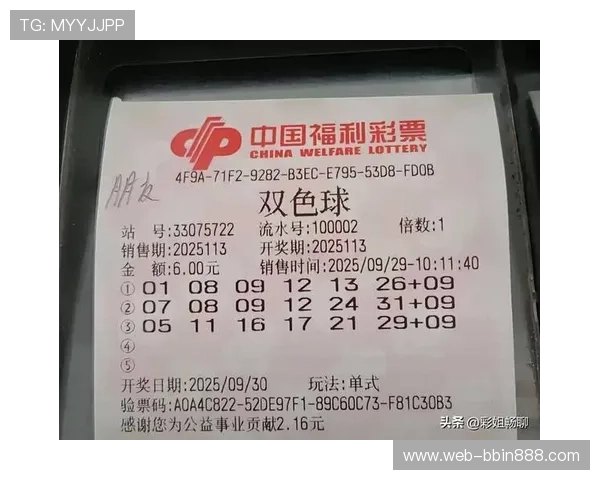 TG: MYYJJPP
中国福利彩票
CHINA WELFARE LOTTERY
4F9A-71F2-9282-B3EC-E795-53D8-FD0B
朋友
双色球
站 号:33075722 流水号:100002 倍数:1
销售期:2025113 开奖期:2025113
金 额:6.00元 销售时间:2025/09/29-10:11:40
① 01 08 09 12 13 26+09
② 07 08 09 12 24 31+09
③ 05 11 16 17 21 29+09
④
⑤
开奖日期:2025/09/30 玩法:单式
验票码:A0A4C822-52DE97F1-89C60C73-F81C30B3
感谢您为公益事业贡献2.16元
头条 @彩姐畅聊
www-web-bbin888.com